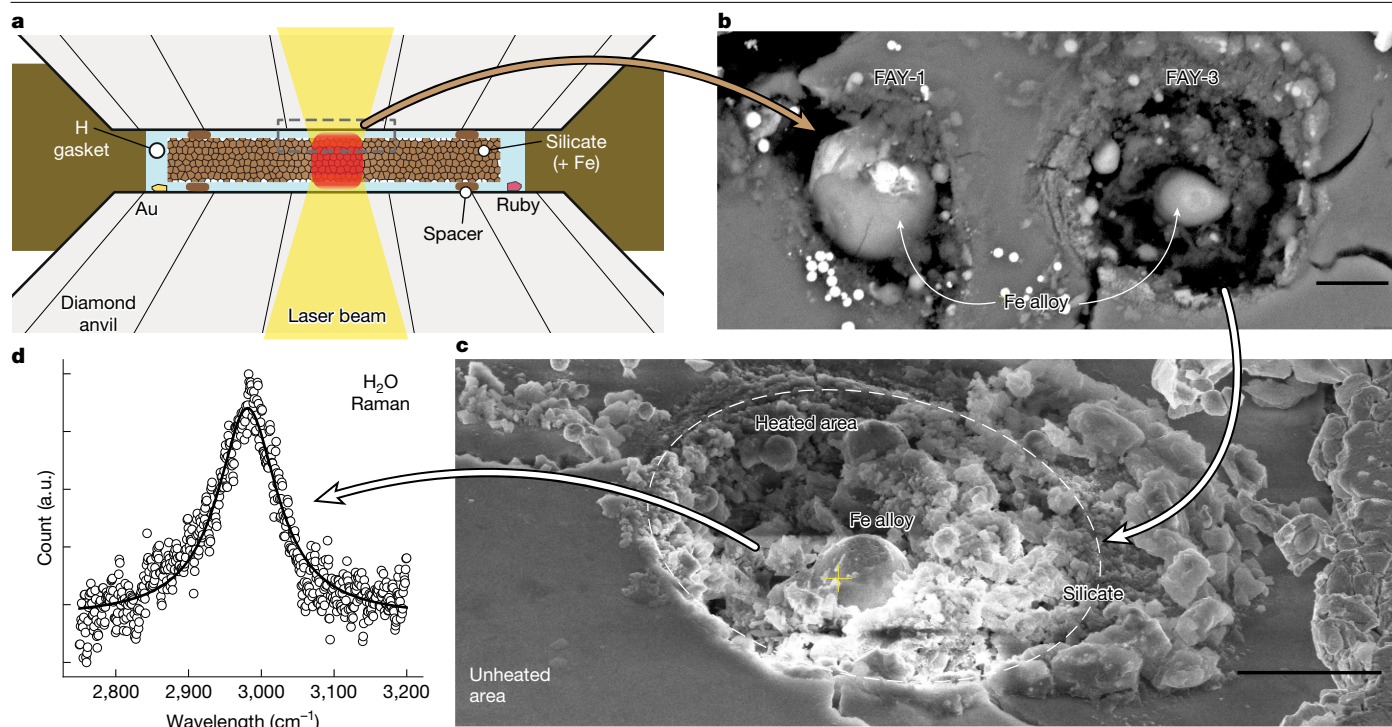 a
H
gasket
Silicate
(+ Fe)
Au
Ruby
Spacer
Diamond
anvil
Laser beam
b
FAY-1
FAY-3
Fe alloy
d
H₂O
Raman
Count (a.u.)
2,800
2,900
3,000
3,100
3,200
Wavelength (cm⁻¹)
c
Heated area
Fe alloy
Silicate
Unheated
area